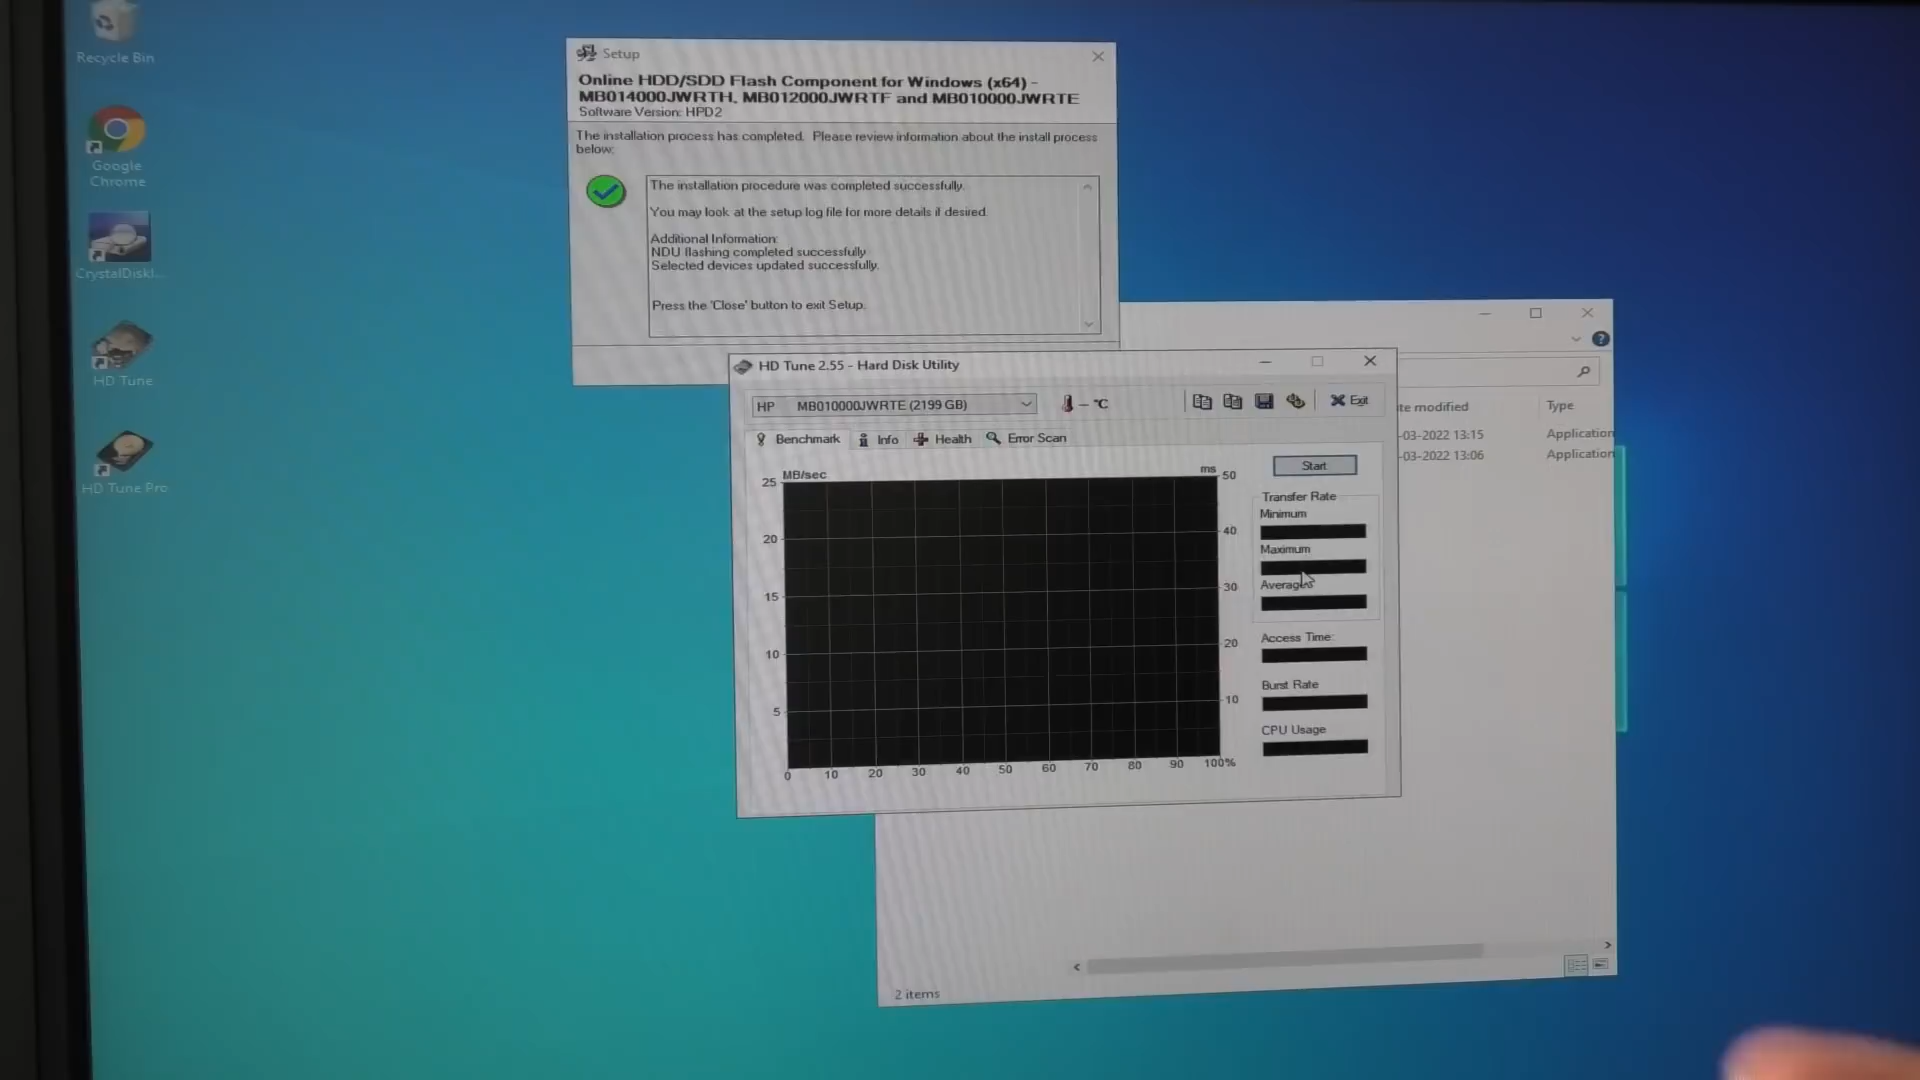 Recycle Bin
Google
Chrome
CrystalDiskI...
HD Tune
HD Tune Pro
Setup
Online HDD/SDD Flash Component for Windows (x64) -
MB014000JWRTH, MB012000JWRTF and MB010000JWRTE
Software Version: HPD2
The installation process has completed. Please review information about the install process
below:
The installation procedure was completed successfully.
You may look at the setup log file for more details if desired.
Additional Information:
NDU flashing completed successfully
Selected devices updated successfully.
Press the 'Close' button to exit Setup.
HD Tune 2.55 - Hard Disk Utility
HP MB010000JWRTE (2199 GB)
– °C
Exit
Benchmark
Info
Health
Error Scan
MB/sec
ms
25
20
15
10
5
50
40
30
20
10
0 10 20 30 40 50 60 70 80 90 100%
Start
Transfer Rate
Minimum
Maximum
Average
Access Time:
Burst Rate
CPU Usage
te modified
Type
-03-2022 13:15
Application
-03-2022 13:06
Application
2 items